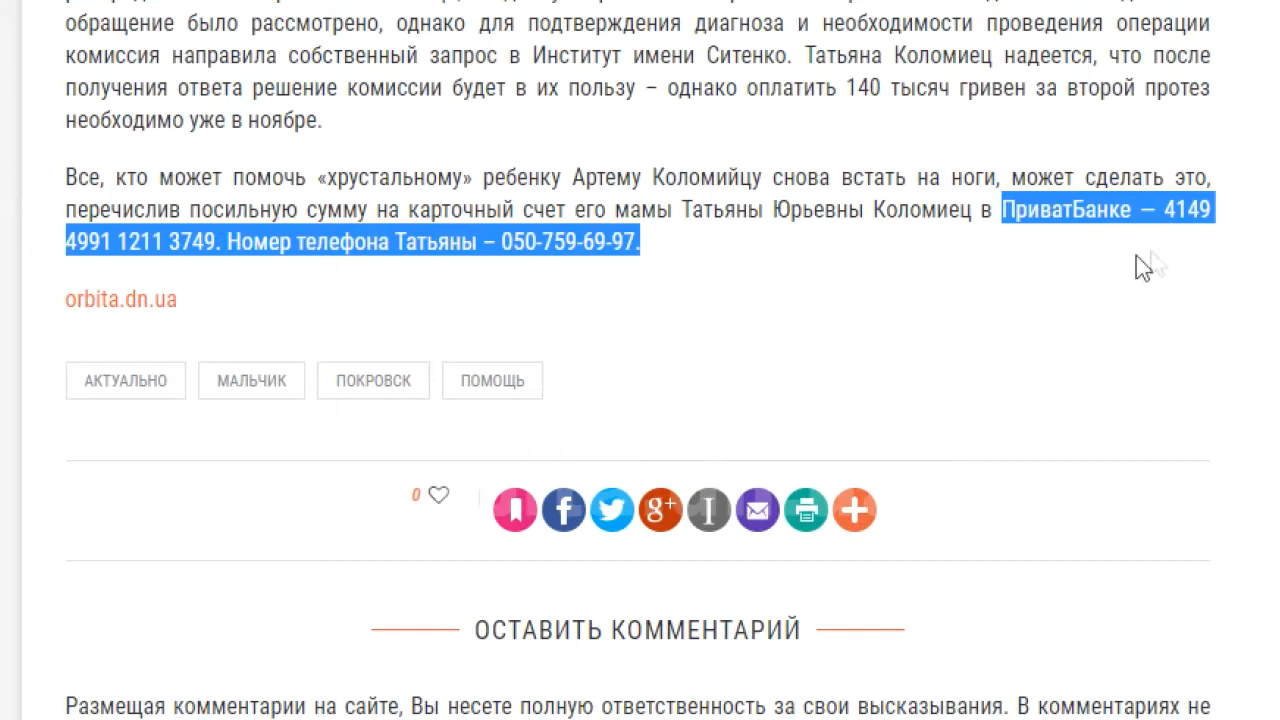 обращение было рассмотрено, однако для подтверждения диагноза и необходимости проведения операции
комиссия направила собственный запрос в Институт имени Ситенко. Татьяна Коломиец надеется, что после
получения ответа решение комиссии будет в их пользу – однако оплатить 140 тысяч гривен за второй протез
необходимо уже в ноябре.
Все, кто может помочь «хрустальному» ребенку Артему Коломийцу снова встать на ноги, может сделать это,
перечислив посильную сумму на карточный счет его мамы Татьяны Юрьевны Коломиец в ПриватБанке — 4149
4991 1211 3749. Номер телефона Татьяны – 050-759-69-97.
orbita.dn.ua
АКТУАЛЬНО МАЛЬЧИК ПОКРОВСК ПОМОЩЬ
0
ОСТАВИТЬ КОММЕНТАРИЙ
Размещая комментарии на сайте, Вы несете полную ответственность за свои высказывания. В комментариях не